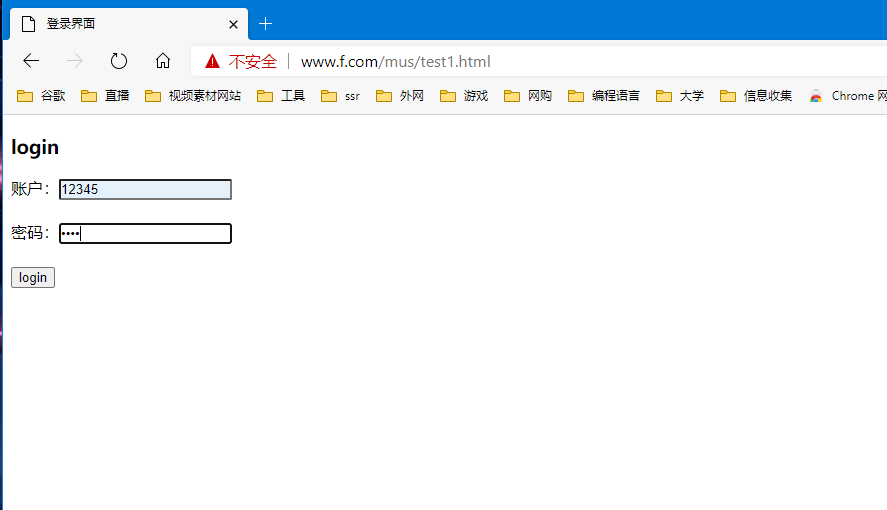 登录界面
不安全 www.f.com/mus/test1.html
谷歌 直播 视频素材网站 工具 ssr 外网 游戏 网购 编程语言 大学 信息收集 Chrome 网
login
账户：12345
密码：••••
login